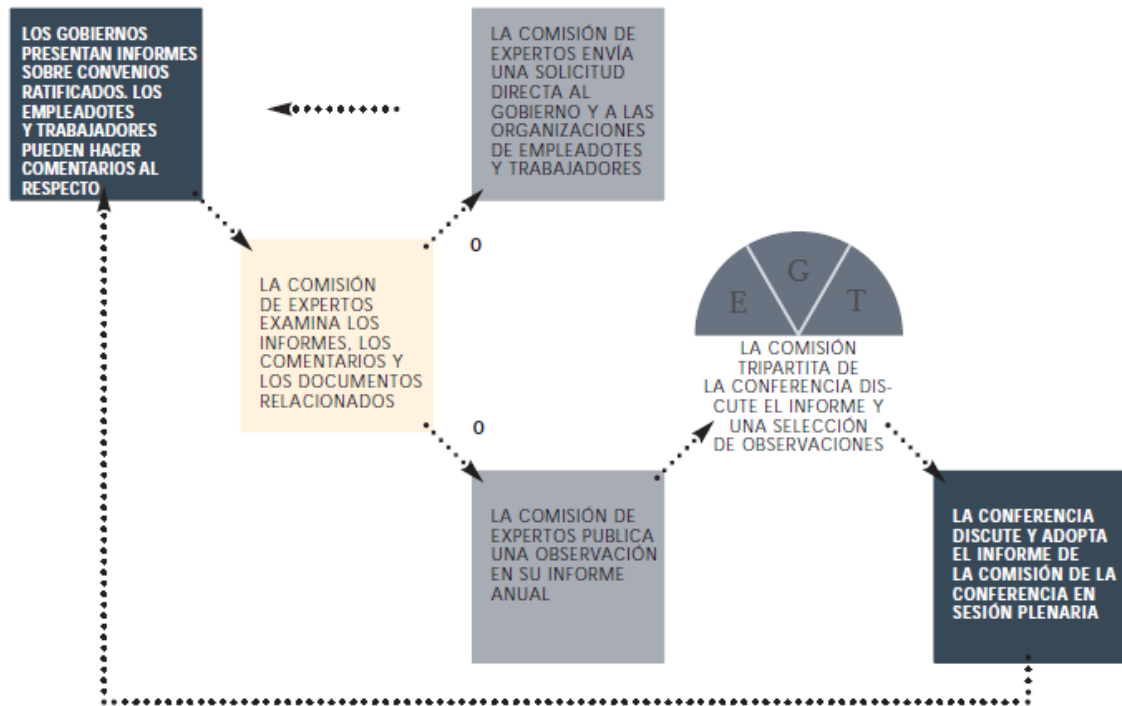 LOS GOBIERNOS
PRESENTAN INFORMES
SOBRE CONVENIOS
RATIFICADOS. LOS
EMPLEADOTES
Y TRABAJADORES
PUEDEN HACER
COMENTARIOS AL
RESPECTO
LA COMISIÓN DE
EXPERTOS ENVÍA
UNA SOLICITUD
DIRECTA AL
GOBIERNO Y A LAS
ORGANIZACIONES
DE EMPLEADOTES
Y TRABAJADORES
O
LA COMISIÓN
DE EXPERTOS
EXAMINA LOS
INFORMES, LOS
COMENTARIOS Y
LOS DOCUMENTOS
RELACIONADOS
O
E
G
T
LA COMISIÓN
TRIPARTITA DE
LA CONFERENCIA DIS-
CUTE EL INFORME Y
UNA SELECCIÓN
DE OBSERVACIONES
LA COMISIÓN DE
EXPERTOS PUBLICA
UNA OBSERVACIÓN
EN SU INFORME
ANUAL
LA CONFERENCIA
DISCUTE Y ADOPTA
EL INFORME DE
LA COMISIÓN DE LA
CONFERENCIA EN
SESIÓN PLENARIA